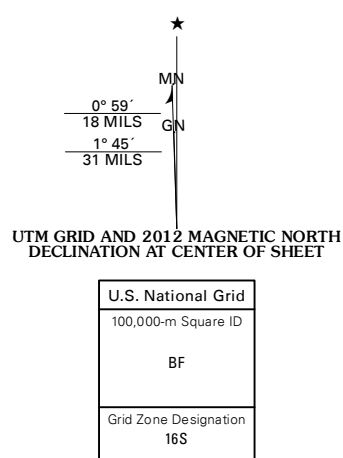 ★
MN
0° 59´
18 MILS
GN
1° 45´
31 MILS
UTM GRID AND 2012 MAGNETIC NORTH
DECLINATION AT CENTER OF SHEET
U.S. National Grid
100,000-m Square ID
BF
Grid Zone Designation
16S